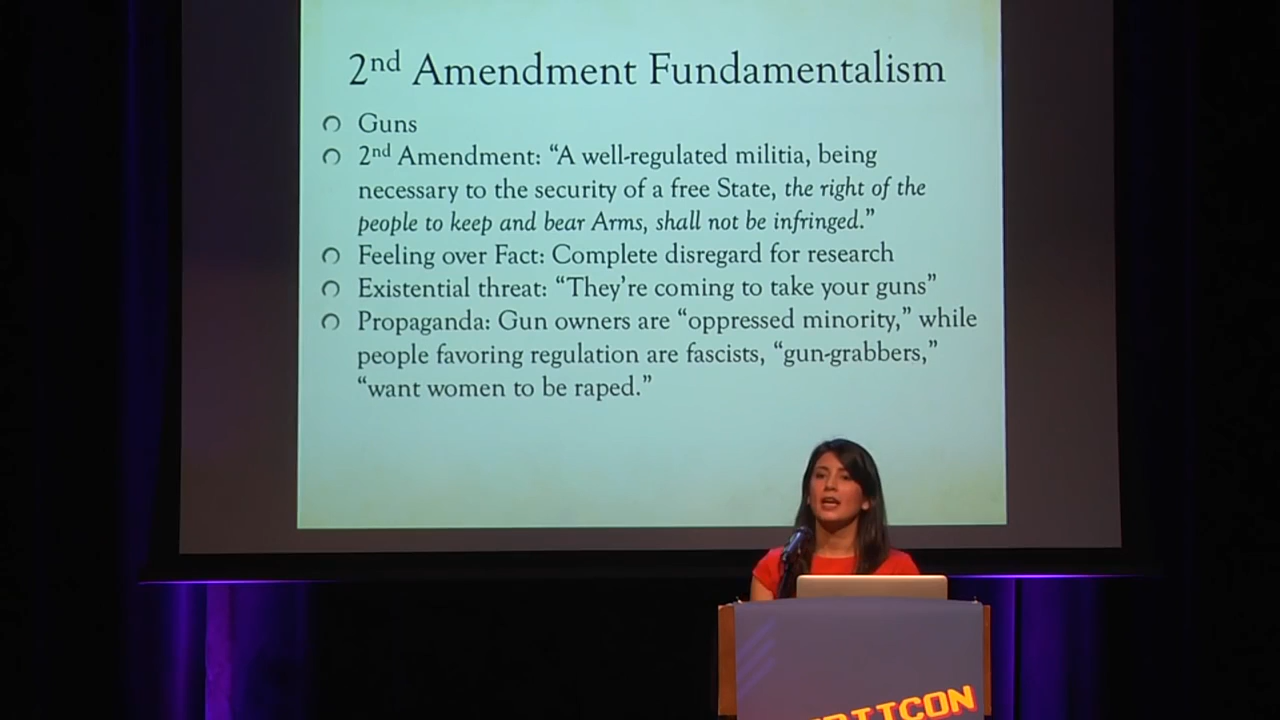 2nd Amendment Fundamentalism
Guns
2nd Amendment: “A well-regulated militia, being
necessary to the security of a free State, the right of the
people to keep and bear Arms, shall not be infringed.”
Feeling over Fact: Complete disregard for research
Existential threat: “They’re coming to take your guns”
Propaganda: Gun owners are “oppressed minority,” while
people favoring regulation are fascists, “gun-grabbers,”
“want women to be raped.”